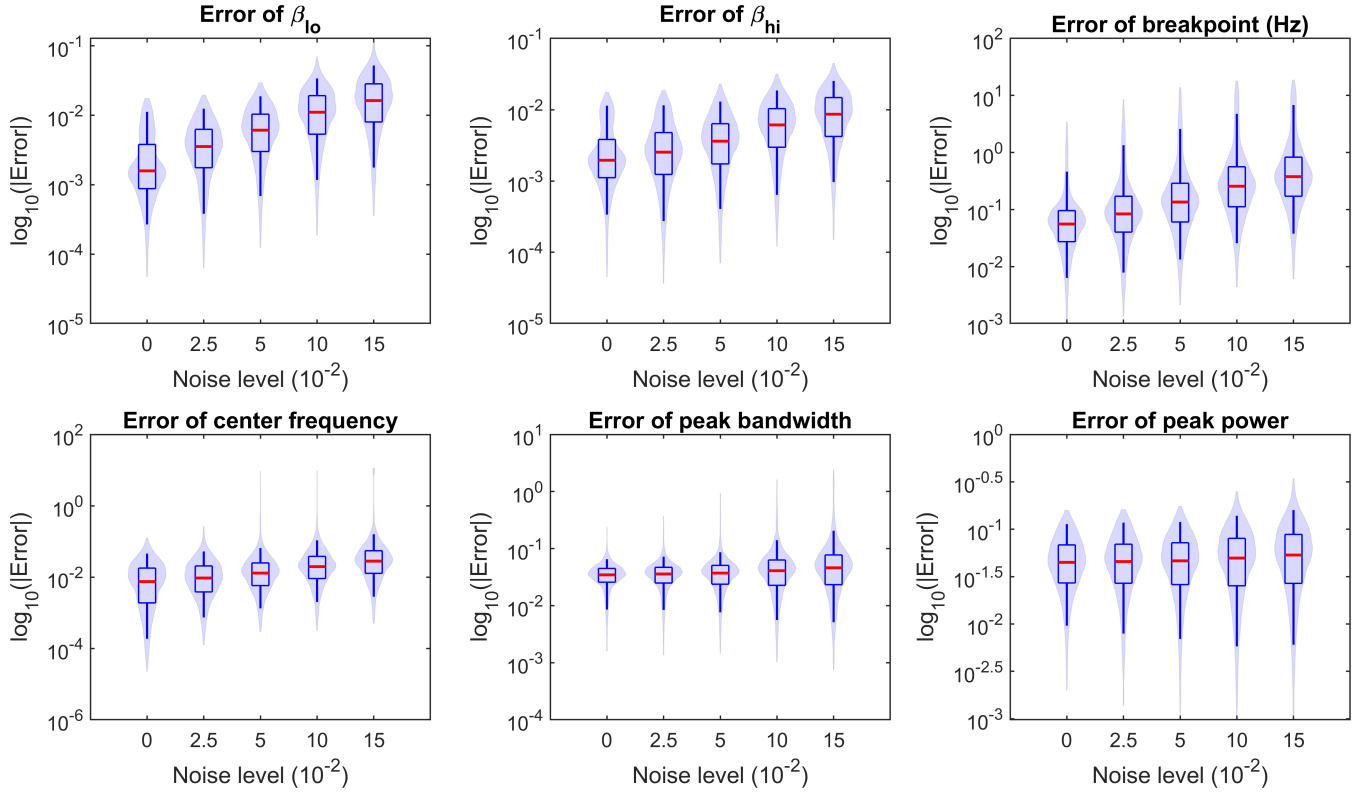 Error of β_lo
10^-1
10^-2
10^-3
10^-4
10^-5
log_10(|Error|)
0 2.5 5 10 15
Noise level (10^-2)
Error of β_hi
10^-1
10^-2
10^-3
10^-4
10^-5
log_10(|Error|)
0 2.5 5 10 15
Noise level (10^-2)
Error of breakpoint (Hz)
10^2
10^1
10^0
10^-1
10^-2
10^-3
log_10(|Error|)
0 2.5 5 10 15
Noise level (10^-2)
Error of center frequency
10^2
10^0
10^-2
10^-4
10^-6
log_10(|Error|)
0 2.5 5 10 15
Noise level (10^-2)
Error of peak bandwidth
10^1
10^0
10^-1
10^-2
10^-3
10^-4
log_10(|Error|)
0 2.5 5 10 15
Noise level (10^-2)
Error of peak power
10^0
10^-0.5
10^-1
10^-1.5
10^-2
10^-2.5
10^-3
log_10(|Error|)
0 2.5 5 10 15
Noise level (10^-2)